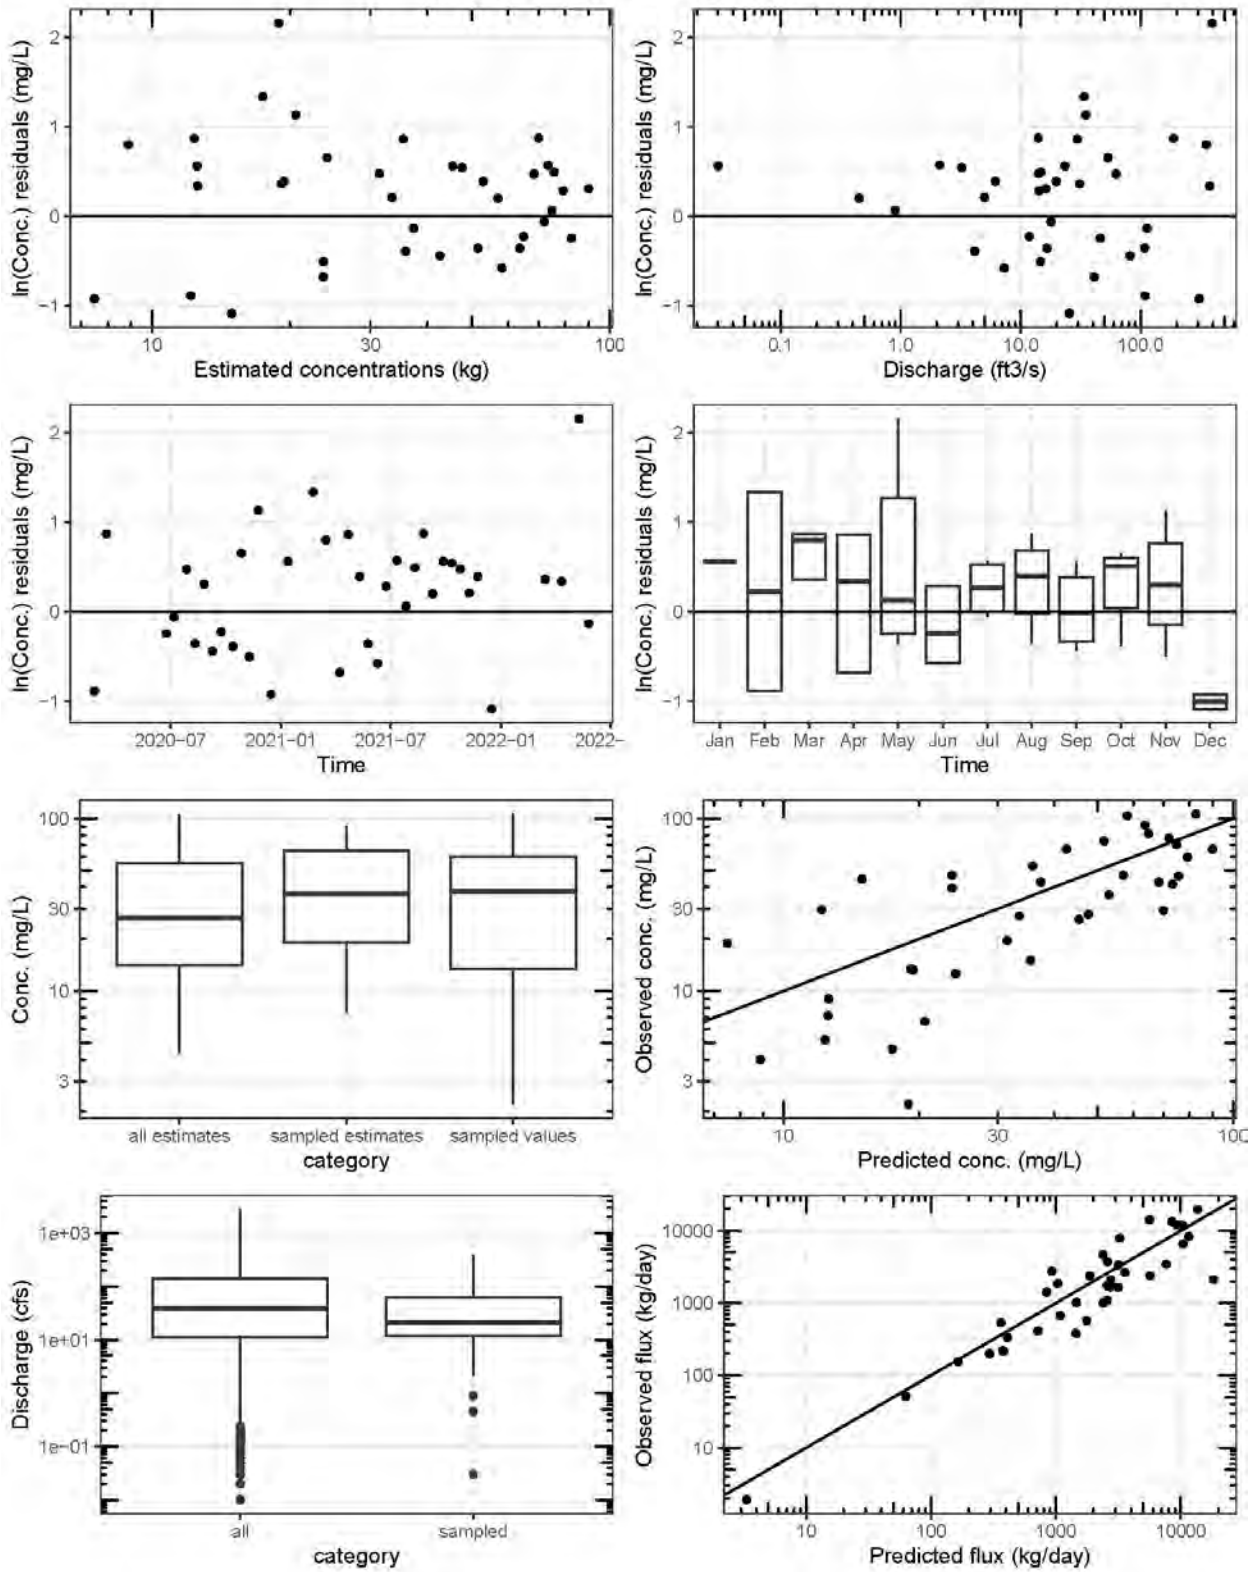 ln(Conc.) residuals (mg/L)
2
1
0
−1
10
30
100
Estimated concentrations (kg)
ln(Conc.) residuals (mg/L)
2
1
0
−1
0.1
1.0
10.0
100.0
Discharge (ft3/s)
ln(Conc.) residuals (mg/L)
2
1
0
−1
2020−07
2021−01
2021−07
2022−01
2022−
Time
ln(Conc.) residuals (mg/L)
2
1
0
−1
Jan Feb Mar Apr May Jun Jul Aug Sep Oct Nov Dec
Time
Conc. (mg/L)
100
30
10
3
all estimates
sampled estimates
sampled values
category
Observed conc. (mg/L)
100
30
10
3
10
30
100
Predicted conc. (mg/L)
Discharge (cfs)
1e+03
1e+01
1e−01
all
sampled
category
Observed flux (kg/day)
10000
1000
100
10
10
100
1000
10000
Predicted flux (kg/day)